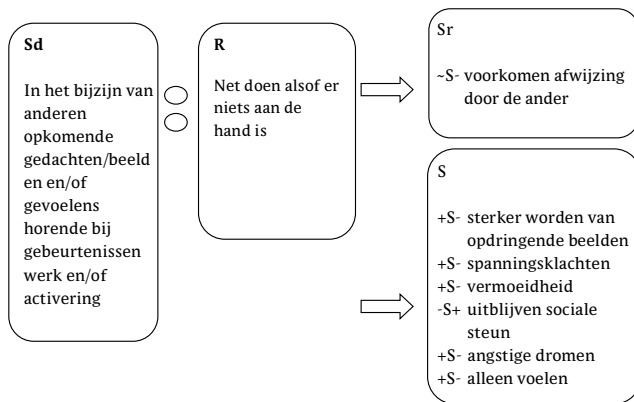 Sd
In het bijzijn van
anderen
opkomende
gedachten/beeld
en en/of
gevoelens
horende bij
gebeurtenissen
werk en/of
activering
R
Net doen alsof er
niets aan de
hand is
Sr
~S- voorkomen afwijzing
door de ander
S
+S- sterker worden van
opdringende beelden
+S- spanningsklachten
+S- vermoeidheid
-S+ uitblijven sociale
steun
+S- angstige dromen
+S- alleen voelen